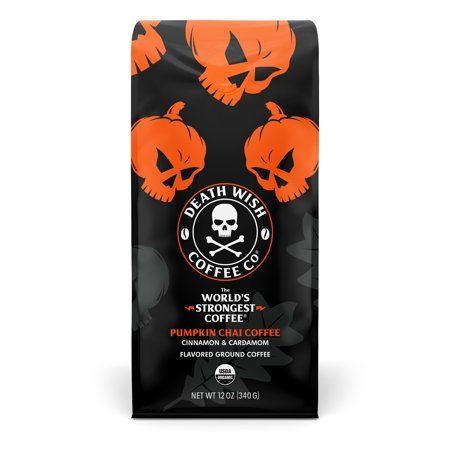 DEATH WISH
COFFEE CO®
The
WORLD'S
STRONGEST
COFFEE®
PUMPKIN CHAI COFFEE
CINNAMON & CARDAMOM
FLAVORED GROUND COFFEE
USDA
ORGANIC
NET WT 12 OZ (340 G)